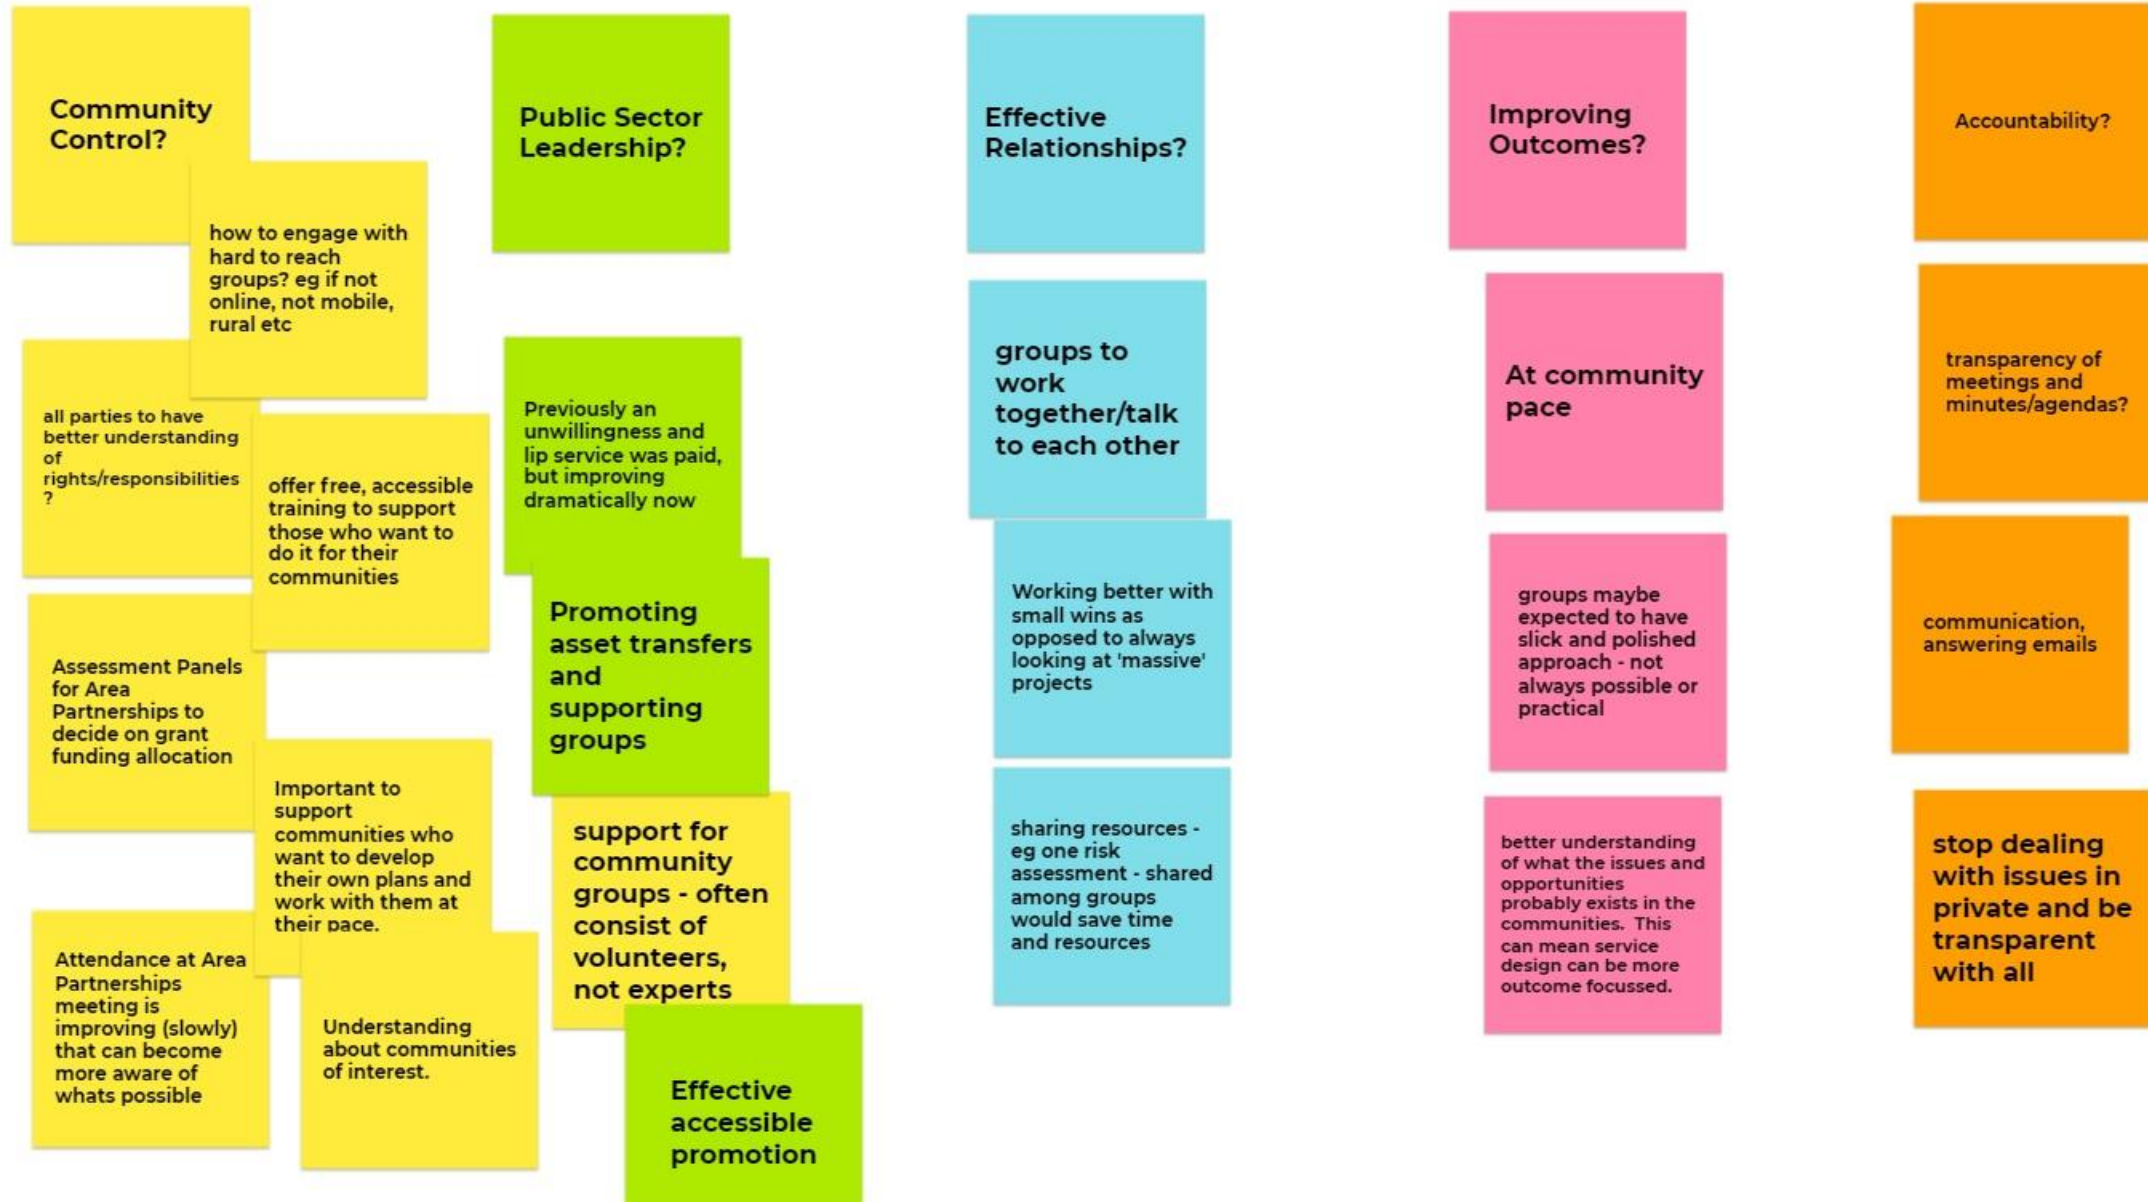 Community
Control?
how to engage with
hard to reach
groups? eg if not
online, not mobile,
rural etc
all parties to have
better understanding
of
rights/responsibilities
?
offer free, accessible
training to support
those who want to
do it for their
communities
Assessment Panels
for Area
Partnerships to
decide on grant
funding allocation
Important to
support
communities who
want to develop
their own plans and
work with them at
their pace.
Attendance at Area
Partnerships
meeting is
improving (slowly)
that can become
more aware of
whats possible
Understanding
about communities
of interest.
Public Sector
Leadership?
Previously an
unwillingness and
lip service was paid,
but improving
dramatically now
Promoting
asset transfers
and
supporting
groups
support for
community
groups - often
consist of
volunteers,
not experts
Effective
accessible
promotion
Effective
Relationships?
groups to
work
together/talk
to each other
Working better with
small wins as
opposed to always
looking at 'massive'
projects
sharing resources -
eg one risk
assessment - shared
among groups
would save time
and resources
Improving
Outcomes?
At community
pace
groups maybe
expected to have
slick and polished
approach - not
always possible or
practical
better understanding
of what the issues and
opportunities
probably exists in the
communities. This
can mean service
design can be more
outcome focussed.
Accountability?
transparency of
meetings and
minutes/agendas?
communication,
answering emails
stop dealing
with issues in
private and be
transparent
with all